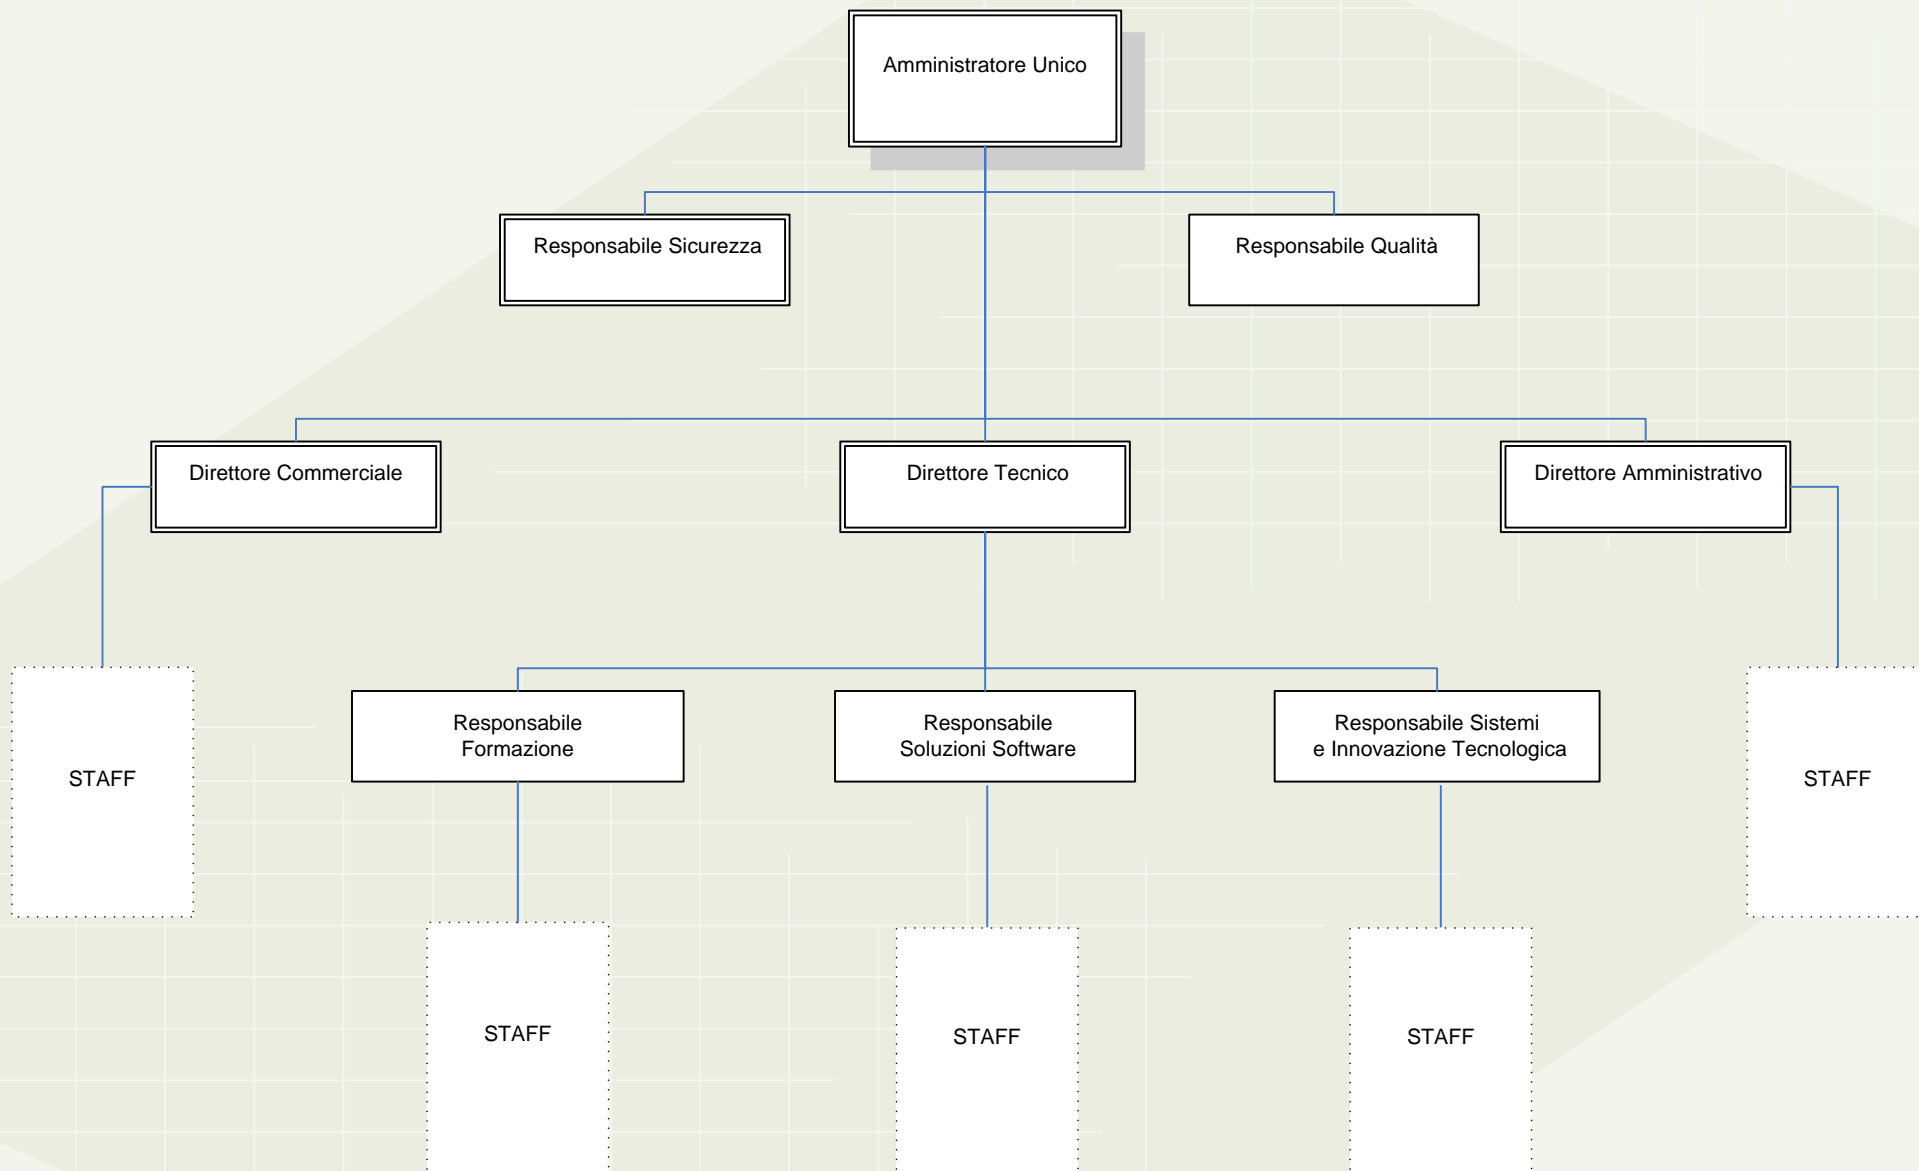 Amministratore Unico
Responsabile Sicurezza
Responsabile Qualità
Direttore Commerciale
Direttore Tecnico
Direttore Amministrativo
Responsabile
Formazione
Responsabile
Soluzioni Software
Responsabile Sistemi
e Innovazione Tecnologica
STAFF
STAFF
STAFF
STAFF
STAFF